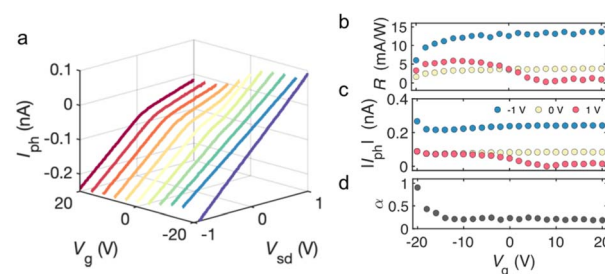 a
0.1
0
-0.1
-0.2
I_ph (nA)
20
0
-20
V_g (V)
-1
0
1
V_sd (V)
b
15
10
5
0
R (mA/W)
c
0.4
0.2
0
|I_ph| (nA)
-1 V
0 V
1 V
d
1
0.5
0
α
-20
-10
0
10
20
V_g (V)